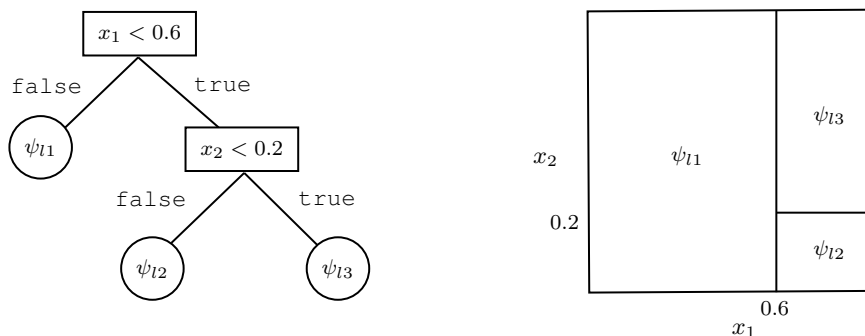 x₁ < 0.6
false true
ψₗ₁ x₂ < 0.2
false true
ψₗ₂ ψₗ₃
ψₗ₃
x₂ ψₗ₁
0.2
ψₗ₂
0.6
x₁